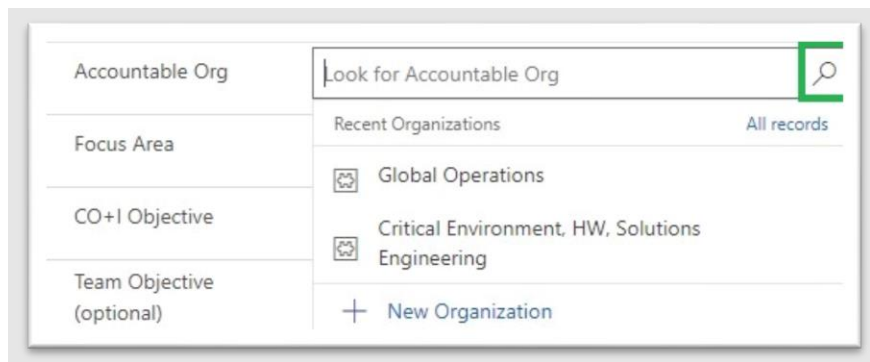 Accountable Org
Look for Accountable Org
Recent Organizations
All records
Focus Area
Global Operations
CO+I Objective
Critical Environment, HW, Solutions
Engineering
Team Objective
(optional)
New Organization